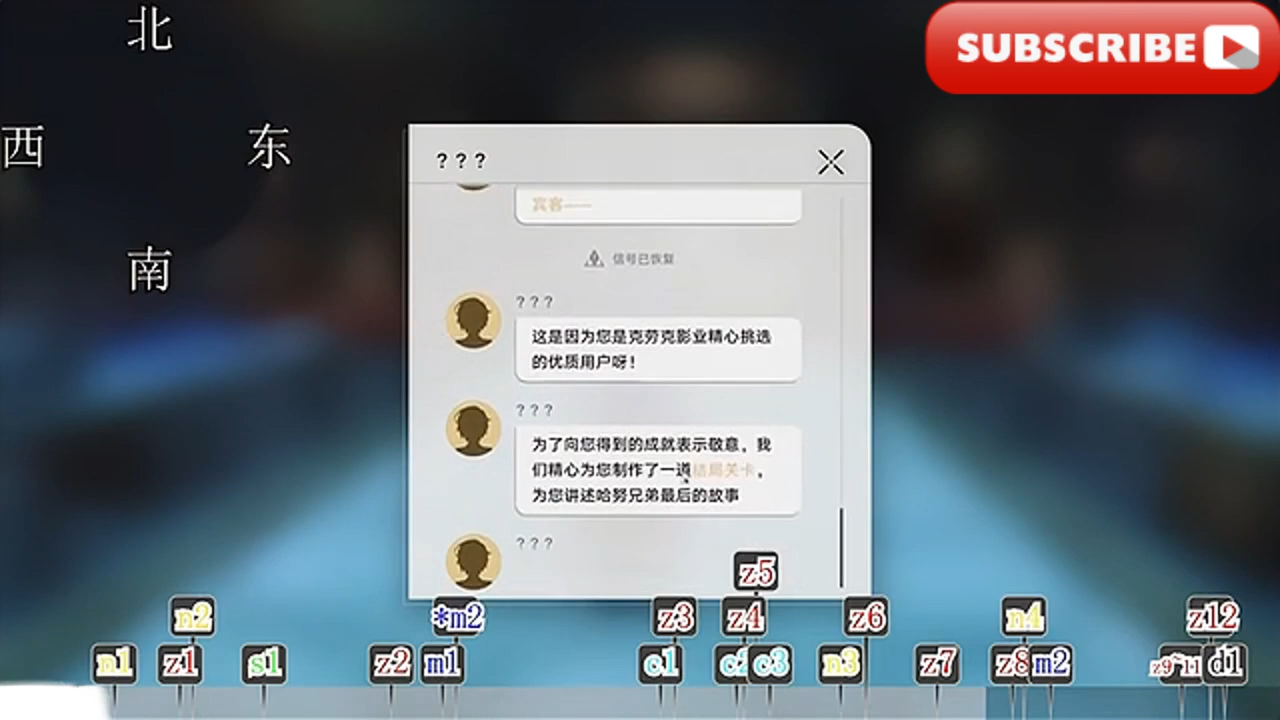 北
SUBSCRIBE
西
东
???
宾客——
信号已恢复
南
???
这是因为您是克劳克影业精心挑选
的优质用户呀！
???
为了向您得到的成就表示敬意，我
们精心为您制作了一道结局关卡，
为您讲述哈努兄弟最后的故事
???
z5
n2
*m2
z3
z4
z6
n4
z12
n1
z1
s1
z2
m1
c1
c2
c3
n3
z7
z8
m2
z9~11
d1